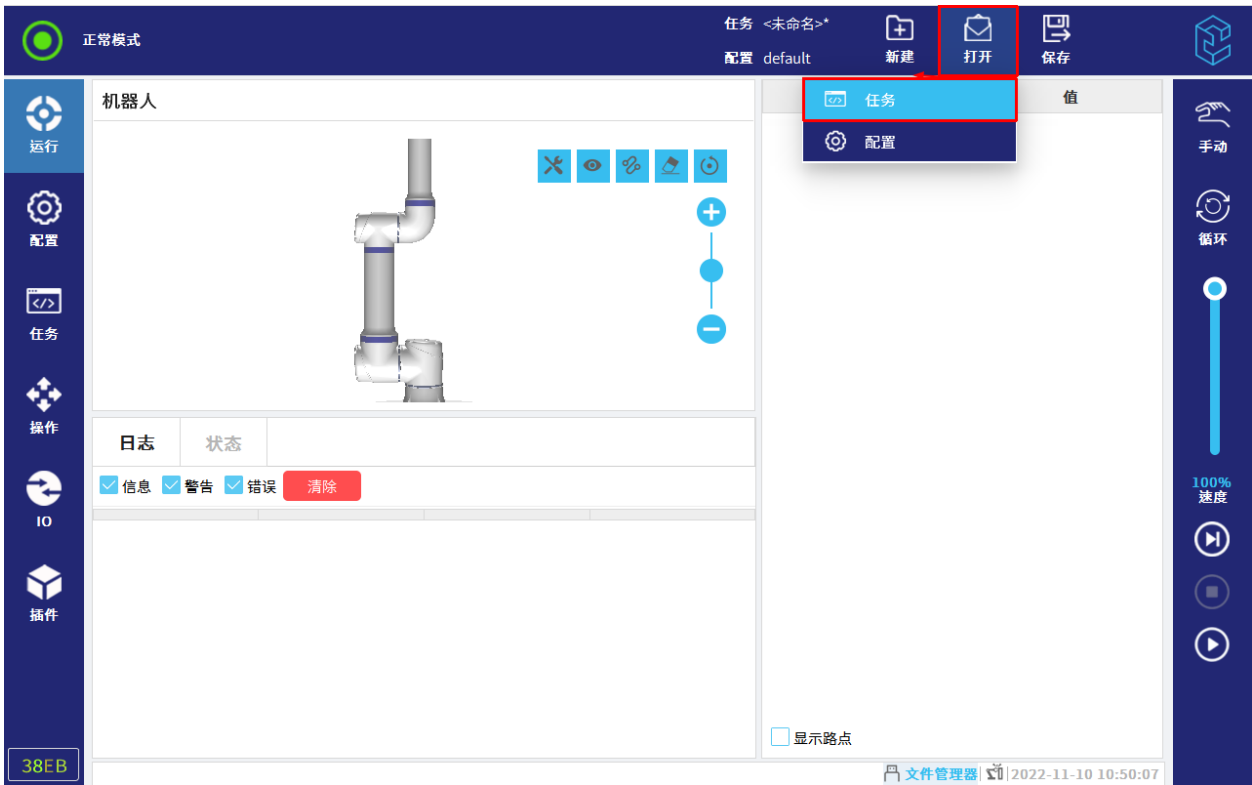 正常模式
任务 <未命名>*
配置 default
新建
打开
保存
任务
配置
运行
配置
任务
操作
IO
插件
38EB
机器人
值
日志
状态
信息
警告
错误
清除
显示路点
文件管理器
2022-11-10 10:50:07
手动
循环
100%
速度